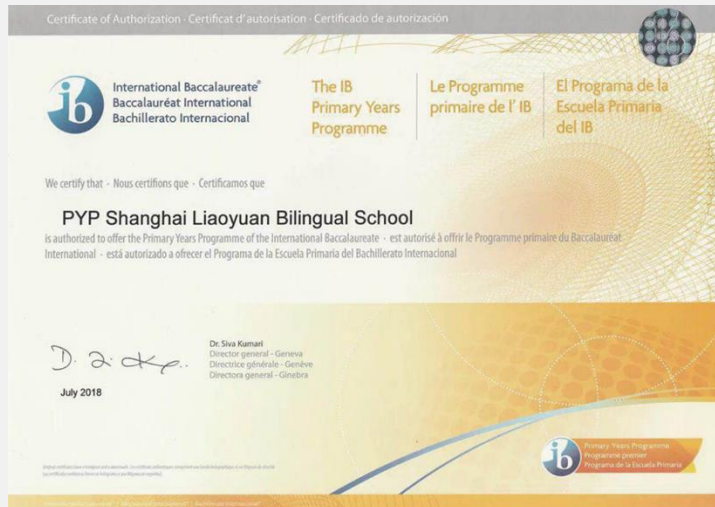 Certificate of Authorization · Certificat d'autorisation · Certificado de autorización
International Baccalaureate®
Baccalauréat International
Bachillerato Internacional
The IB
Primary Years
Programme
Le Programme
primaire de l' IB
El Programa de la
Escuela Primaria
del IB
We certify that · Nous certifions que · Certificamos que
PYP Shanghai Liaoyuan Bilingual School
is authorized to offer the Primary Years Programme of the International Baccalaureate · est autorisé à offrir le Programme primaire du Baccalauréat
International · está autorizado a ofrecer el Programa de la Escuela Primaria del Bachillerato Internacional
Dr. Siva Kumari
Director general - Geneva
Directrice générale - Genève
Directora general - Ginebra
July 2018
Primary Years Programme
Programme premier
Programa de la Escuela Primaria